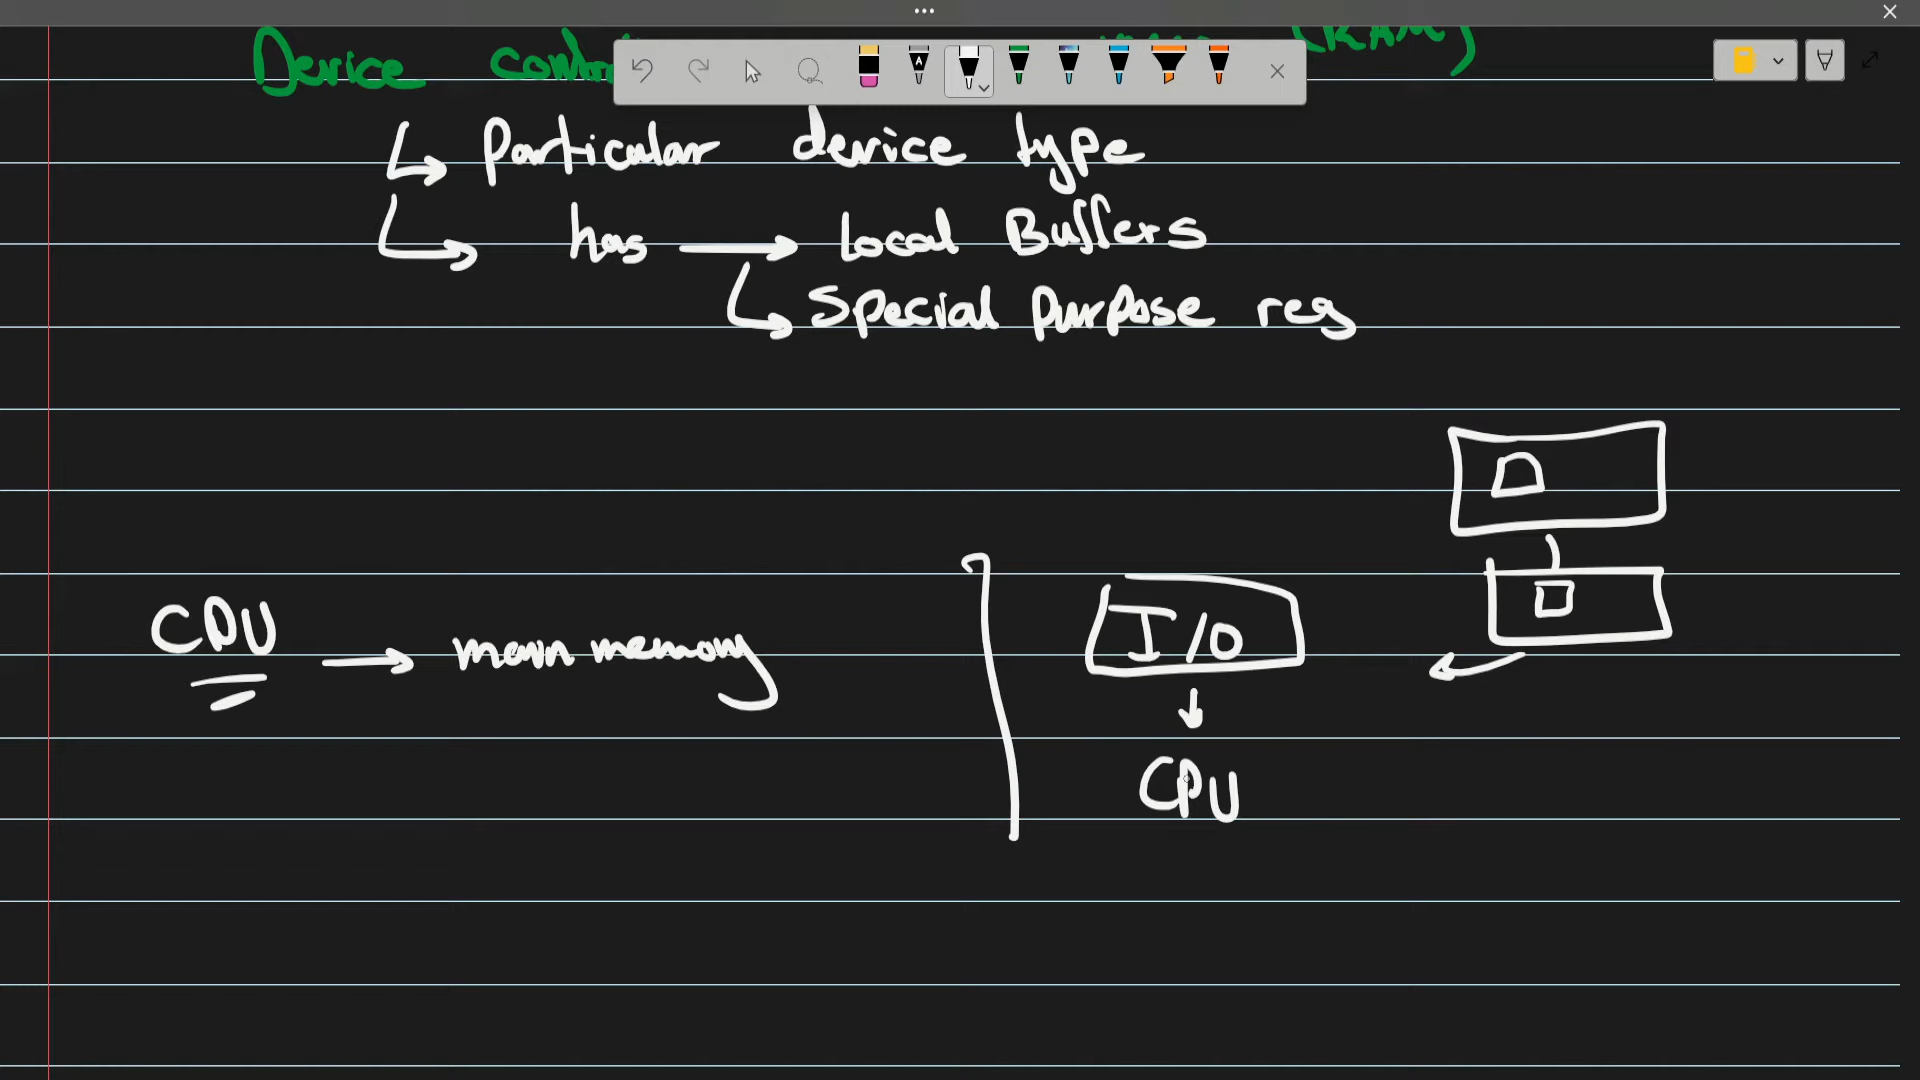 Device
↳ Particular device type
↳ has → Local Buffers
↳ Special Purpose reg
CPU → main memory
I/O
↓
CPU